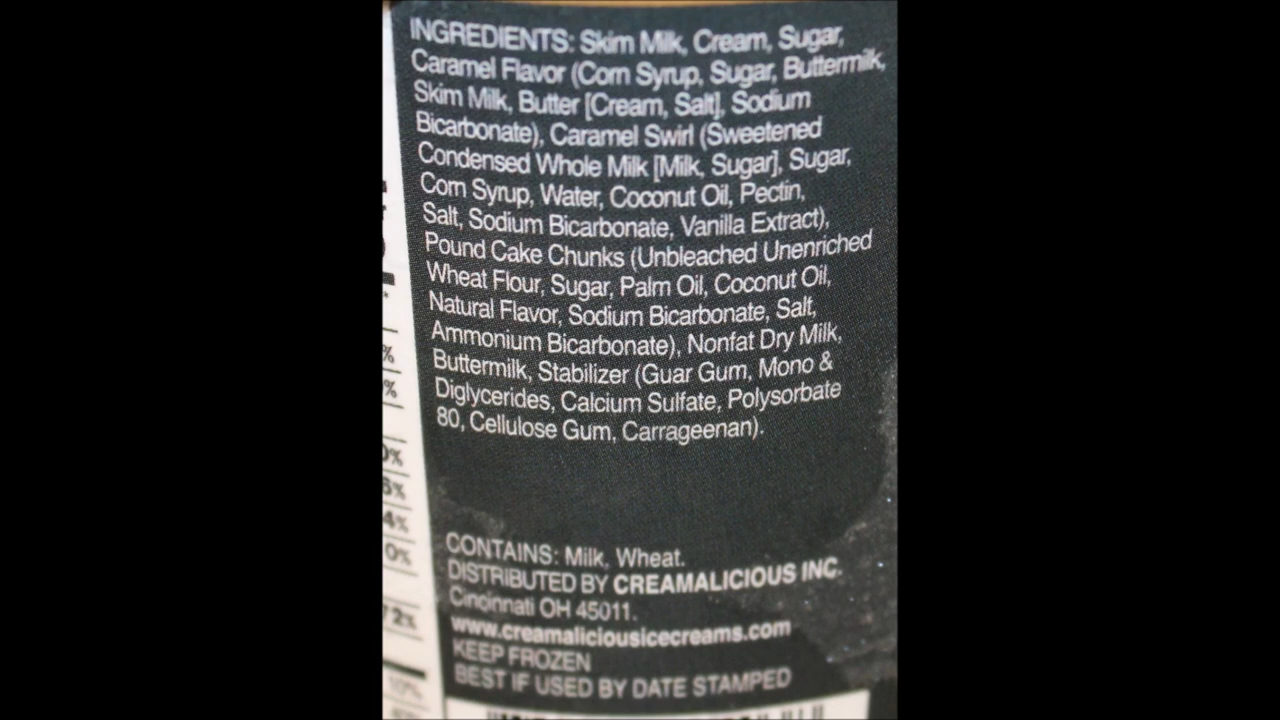 INGREDIENTS: Skim Milk, Cream, Sugar,
Caramel Flavor (Corn Syrup, Sugar, Buttermilk,
Skim Milk, Butter [Cream, Salt], Sodium
Bicarbonate), Caramel Swirl (Sweetened
Condensed Whole Milk [Milk, Sugar], Sugar,
Corn Syrup, Water, Coconut Oil, Pectin,
Salt, Sodium Bicarbonate, Vanilla Extract),
Pound Cake Chunks (Unbleached Unenriched
Wheat Flour, Sugar, Palm Oil, Coconut Oil,
Natural Flavor, Sodium Bicarbonate, Salt,
Ammonium Bicarbonate), Nonfat Dry Milk,
Buttermilk, Stabilizer (Guar Gum, Mono &
Diglycerides, Calcium Sulfate, Polysorbate
80, Cellulose Gum, Carrageenan).
CONTAINS: Milk, Wheat.
DISTRIBUTED BY CREAMALICIOUS INC.
Cincinnati OH 45011.
www.creamaliciousicecreams.com
KEEP FROZEN
BEST IF USED BY DATE STAMPED